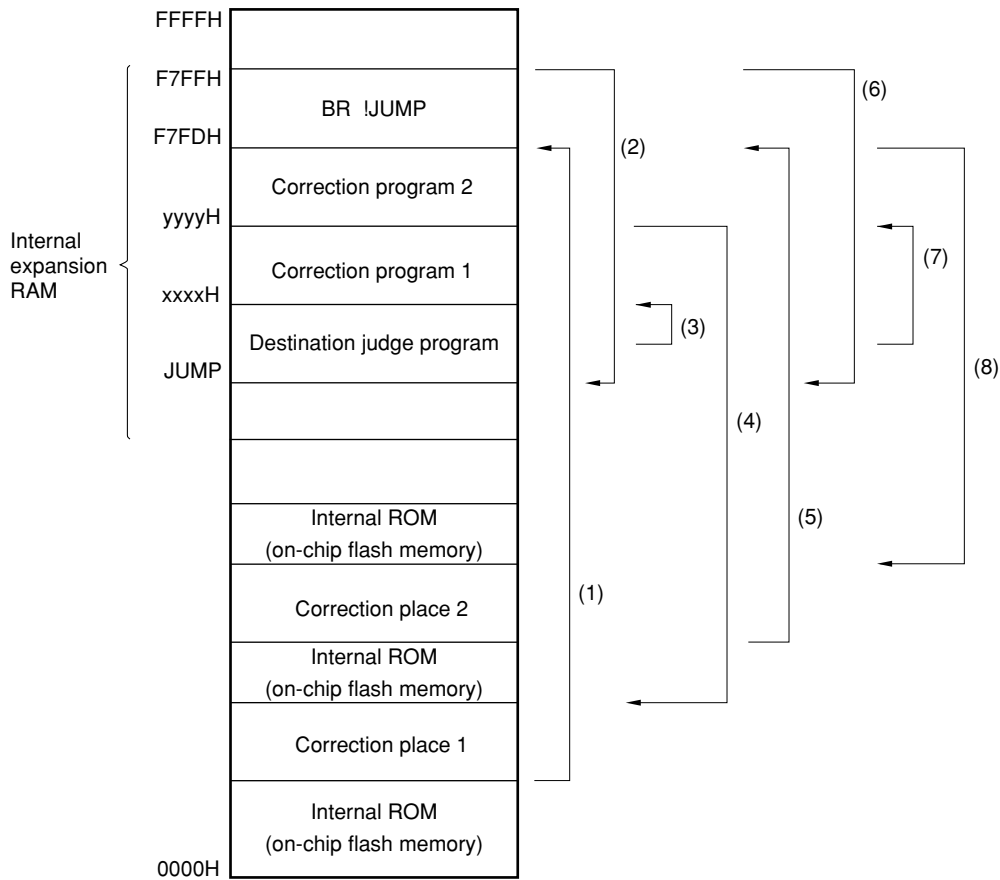 FFFFH
F7FFH
BR !JUMP
(6)
F7FDH
(2)
Correction program 2
yyyyH
Internal
expansion
RAM
Correction program 1
(7)
xxxxH
(3)
Destination judge program
JUMP
(8)
(4)
Internal ROM
(on-chip flash memory)
(5)
(1)
Correction place 2
Internal ROM
(on-chip flash memory)
Correction place 1
Internal ROM
(on-chip flash memory)
0000H